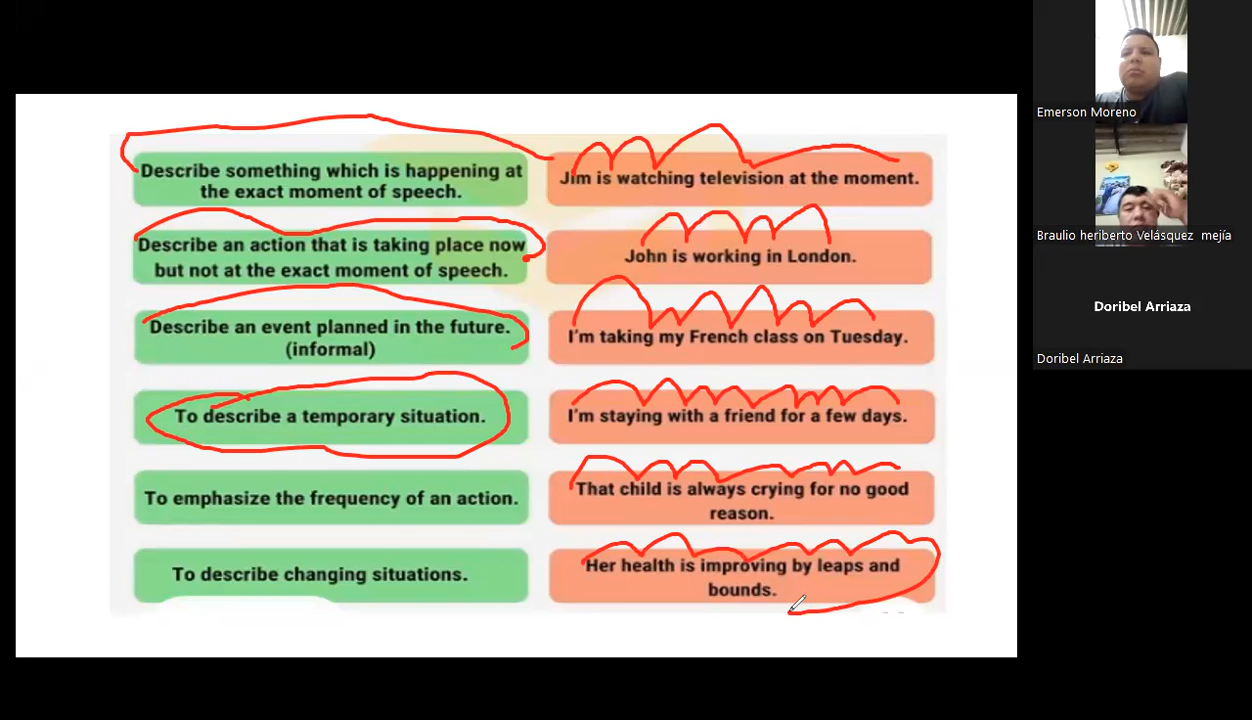 Describe something which is happening at
the exact moment of speech.
Jim is watching television at the moment.
Describe an action that is taking place now
but not at the exact moment of speech.
John is working in London.
Describe an event planned in the future.
(informal)
I'm taking my French class on Tuesday.
To describe a temporary situation.
I'm staying with a friend for a few days.
To emphasize the frequency of an action.
That child is always crying for no good
reason.
To describe changing situations.
Her health is improving by leaps and
bounds.
Emerson Moreno
Braulio heriberto Velásquez mejía
Doribel Arriaza
Doribel Arriaza